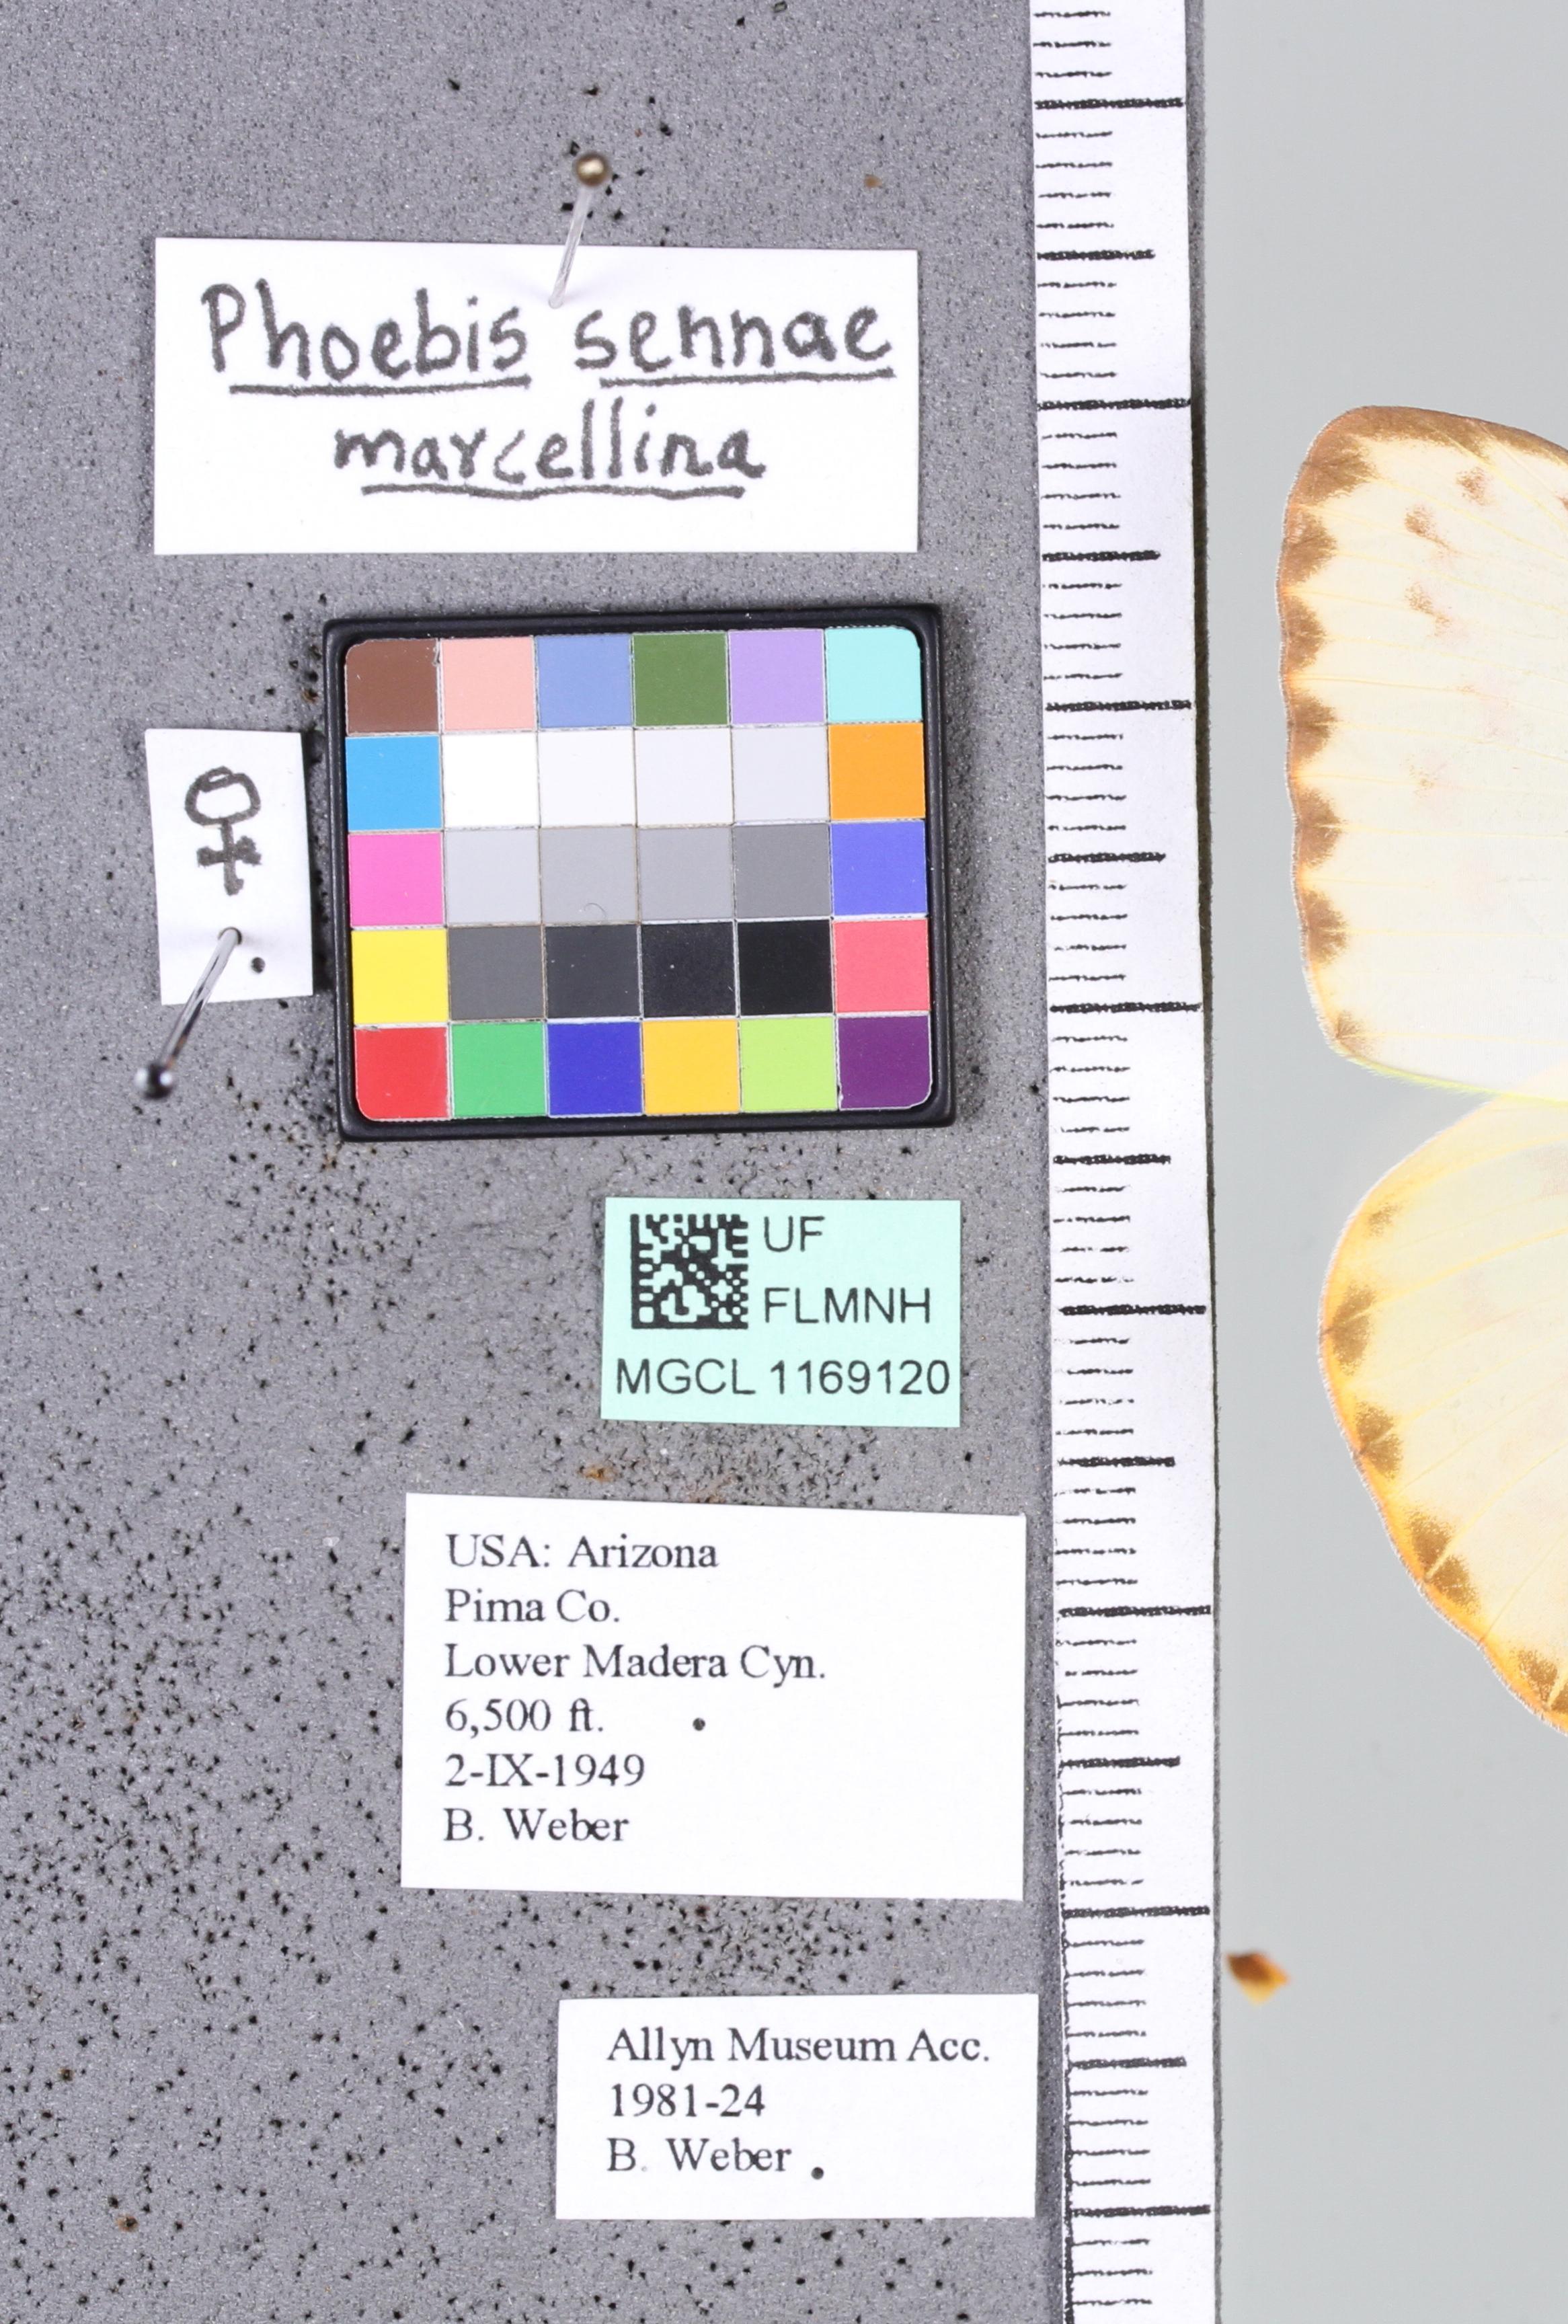 Phoebis sennae
marcellina
♀
UF
FLMNH
MGCL 1169120
USA: Arizona
Pima Co.
Lower Madera Cyn.
6,500 ft.
2-IX-1949
B. Weber
Allyn Museum Acc.
1981-24
B. Weber